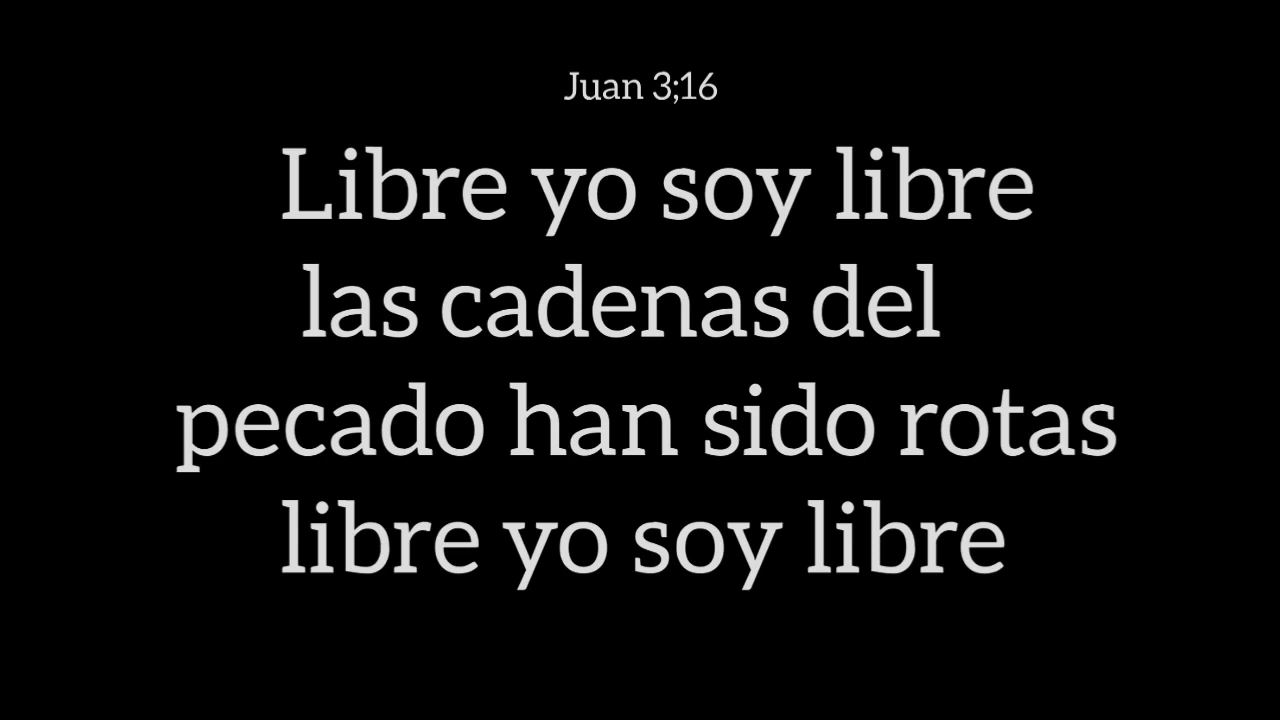 Juan 3;16
Libre yo soy libre
las cadenas del
pecado han sido rotas
libre yo soy libre